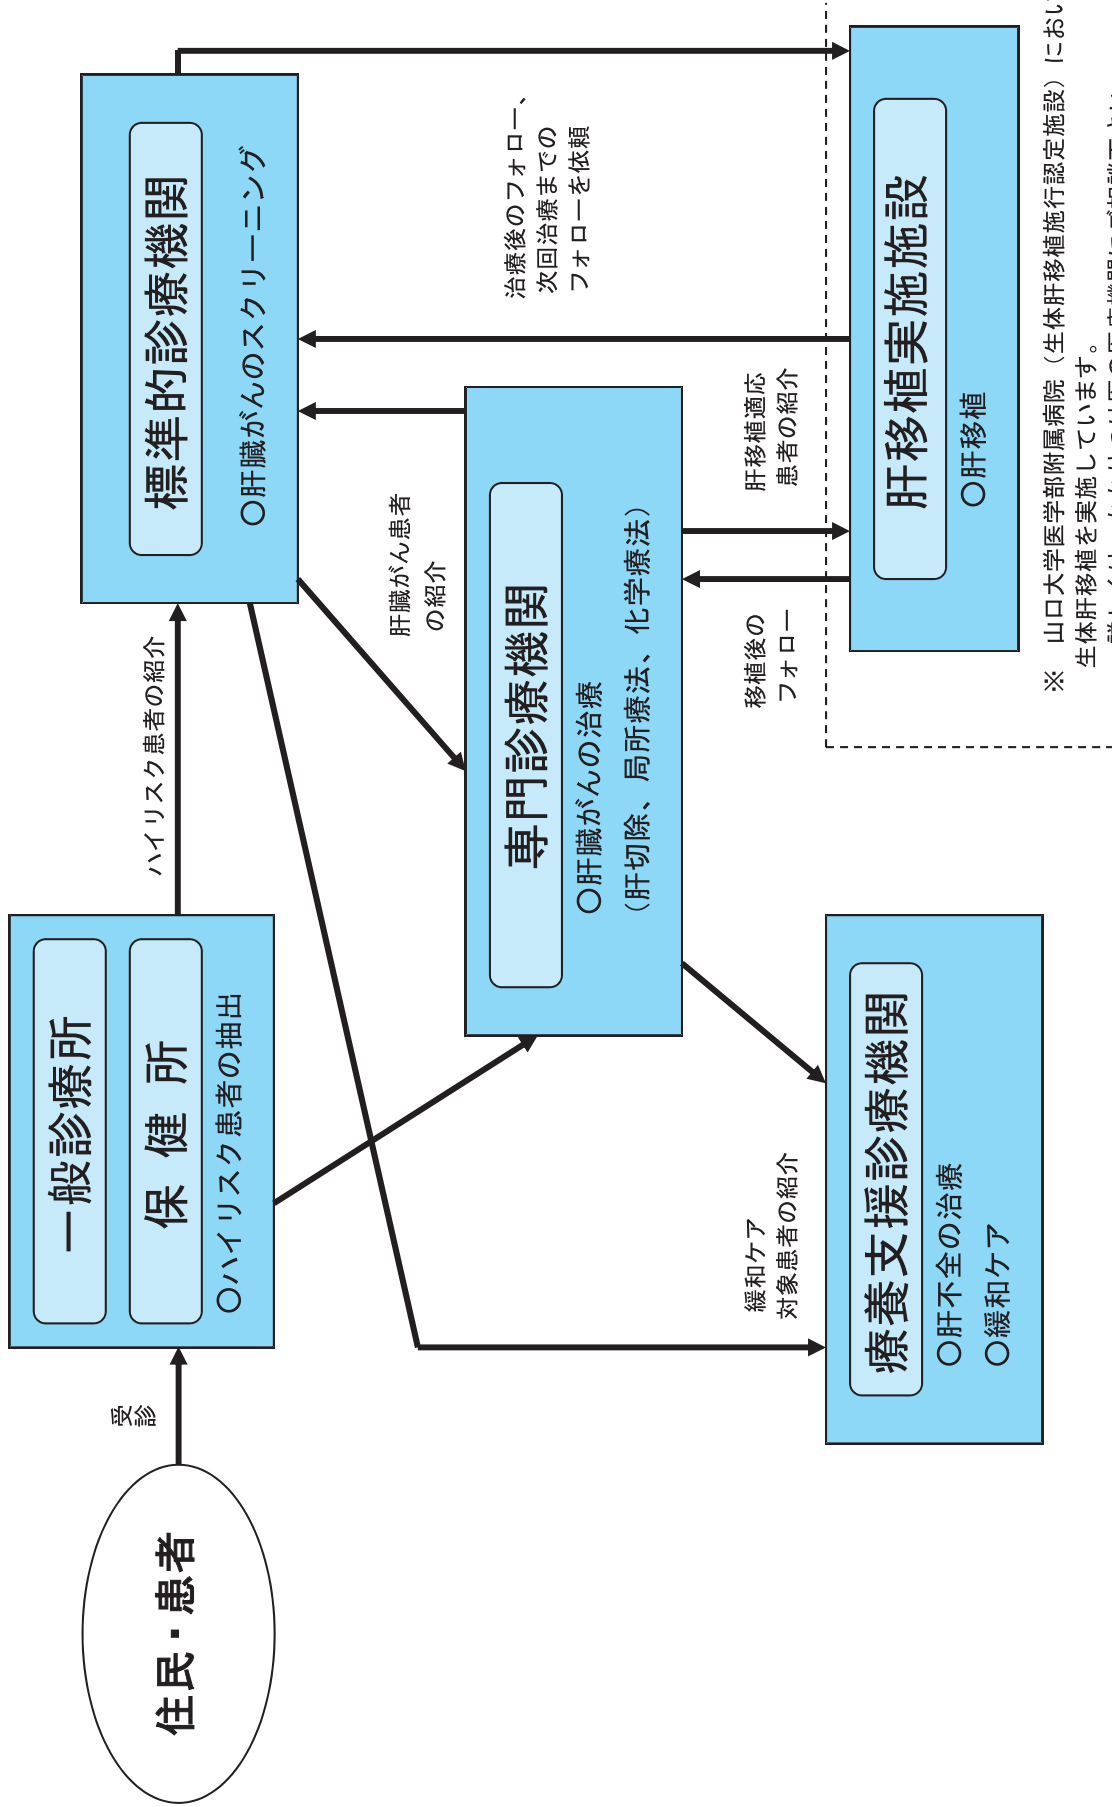 住民・患者
受診
一般診療所
保健所
○ハイリスク患者の抽出
ハイリスク患者の紹介
標準的診療機関
○肝臓がんのスクリーニング
肝臓がん患者
の紹介
治療後のフォロー、
次回治療までの
フォローを依頼
専門診療機関
○肝臓がんの治療
（肝切除、局所療法、化学療法）
緩和ケア
対象患者の紹介
移植後の
フォロー
肝移植適応
患者の紹介
療養支援診療機関
○肝不全の治療
○緩和ケア
肝移植実施施設
○肝移植
※　山口大学医学部附属病院（生体肝移植施行認定施設）におい
生体肝移植を実施しています。